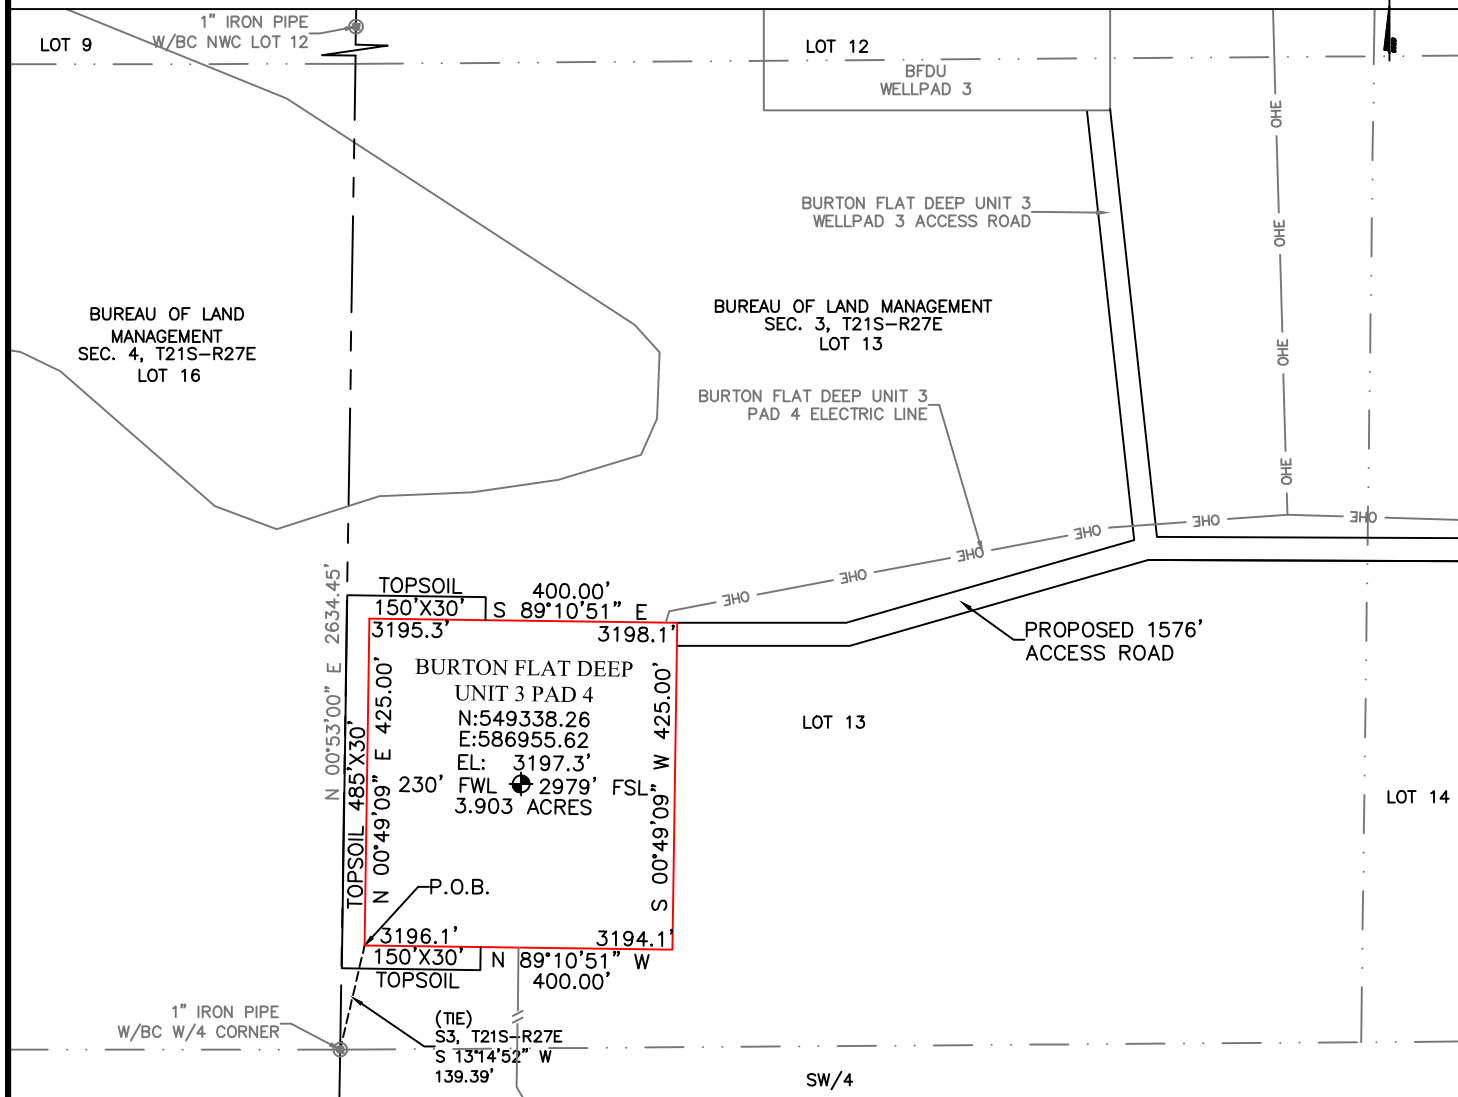 1” IRON PIPE
W/BC NWC LOT 12
LOT 9
LOT 12
BFDU
WELLPAD 3
OHE
BURTON FLAT DEEP UNIT 3
WELLPAD 3 ACCESS ROAD
OHE
BUREAU OF LAND
MANAGEMENT
SEC. 4, T21S-R27E
LOT 16
BUREAU OF LAND MANAGEMENT
SEC. 3, T21S-R27E
LOT 13
OHE
BURTON FLAT DEEP UNIT 3
PAD 4 ELECTRIC LINE
OHE
OHE
OHE
OHE
OHE
OHE
OHE
N 00°53'00” E 2634.45'
TOPSOIL
150'X30'
400.00'
S 89°10'51” E
3195.3'
3198.1'
PROPOSED 1576'
ACCESS ROAD
BURTON FLAT DEEP
UNIT 3 PAD 4
N:549338.26
E:586955.62
EL: 3197.3'
230' FWL 2979' FSL
3.903 ACRES
TOPSOIL 485'X30'
N 00°49'09” E 425.00'
S 00°49'09” W 425.00'
LOT 13
LOT 14
P.O.B.
3196.1'
3194.1'
150'X30'
TOPSOIL
N 89°10'51” W
400.00'
1” IRON PIPE
W/BC W/4 CORNER
(TIE)
S3, T21S-R27E
S 13°14'52” W
139.39'
SW/4